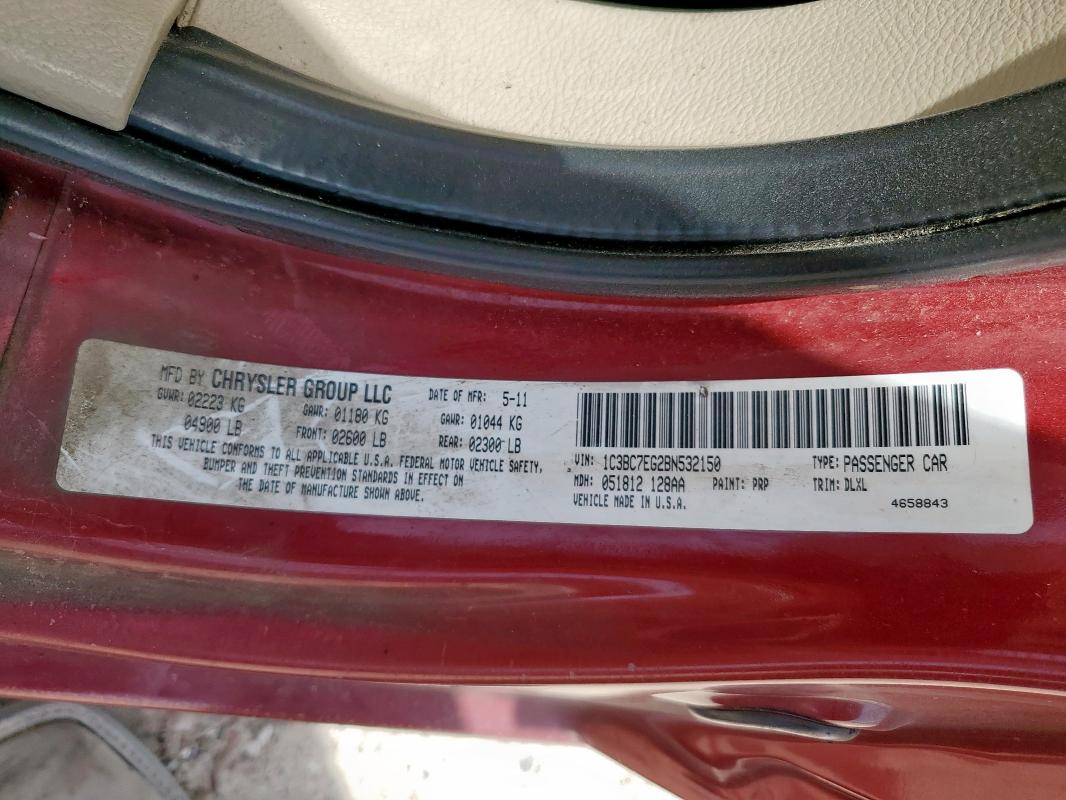 MFD BY CHRYSLER GROUP LLC DATE OF MFR: 5-11
GVWR: 02223 KG GAWR: 01180 KG GAWR: 01044 KG
04900 LB FRONT: 02600 LB REAR: 02300 LB
THIS VEHICLE CONFORMS TO ALL APPLICABLE U.S.A. FEDERAL MOTOR VEHICLE SAFETY,
BUMPER AND THEFT PREVENTION STANDARDS IN EFFECT ON
THE DATE OF MANUFACTURE SHOWN ABOVE.
VIN: 1C3BC7EG2BN532150 TYPE: PASSENGER CAR
MDH: 051812 128AA PAINT: PRP TRIM: DLXL
VEHICLE MADE IN U.S.A. 4658843